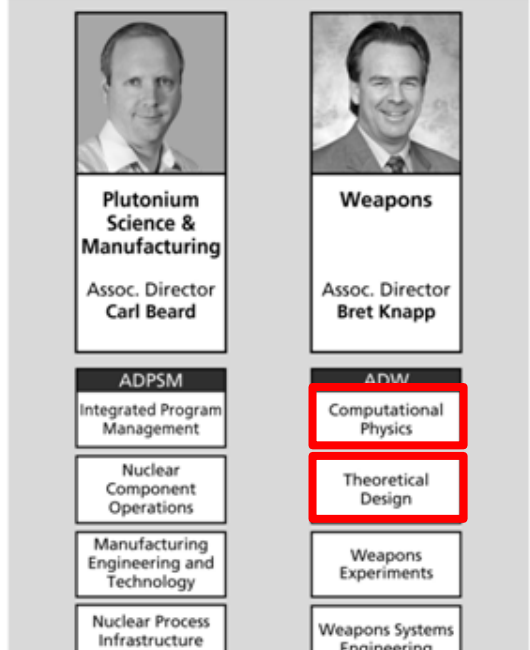 Plutonium
Science &
Manufacturing
Assoc. Director
Carl Beard
ADPSM
Integrated Program
Management
Nuclear
Component
Operations
Manufacturing
Engineering and
Technology
Nuclear Process
Infrastructure
Weapons
Assoc. Director
Bret Knapp
ADW
Computational
Physics
Theoretical
Design
Weapons
Experiments
Weapons Systems
Engineering